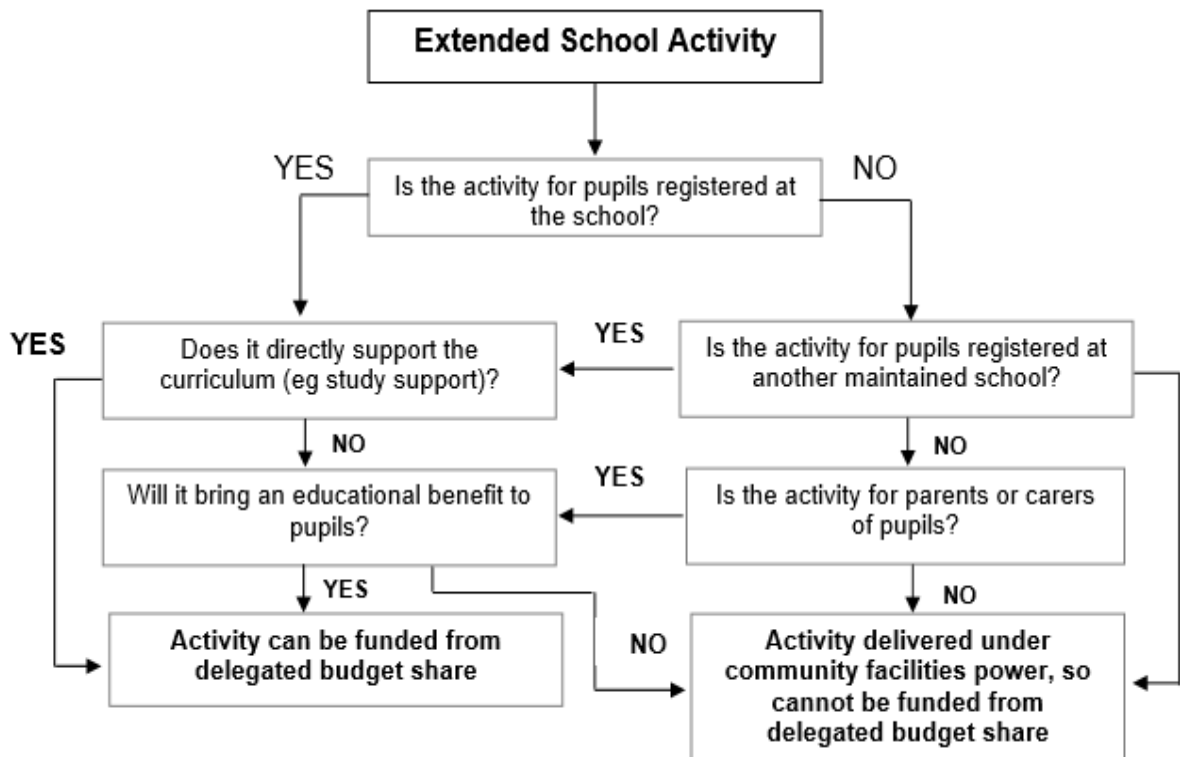 Extended School Activity
YES
NO
Is the activity for pupils registered at
the school?
YES
Does it directly support the
curriculum (eg study support)?
YES
Is the activity for pupils registered at
another maintained school?
NO
NO
Will it bring an educational benefit to
pupils?
YES
Is the activity for parents or carers
of pupils?
YES
NO
Activity can be funded from
delegated budget share
NO
Activity delivered under
community facilities power, so
cannot be funded from
delegated budget share